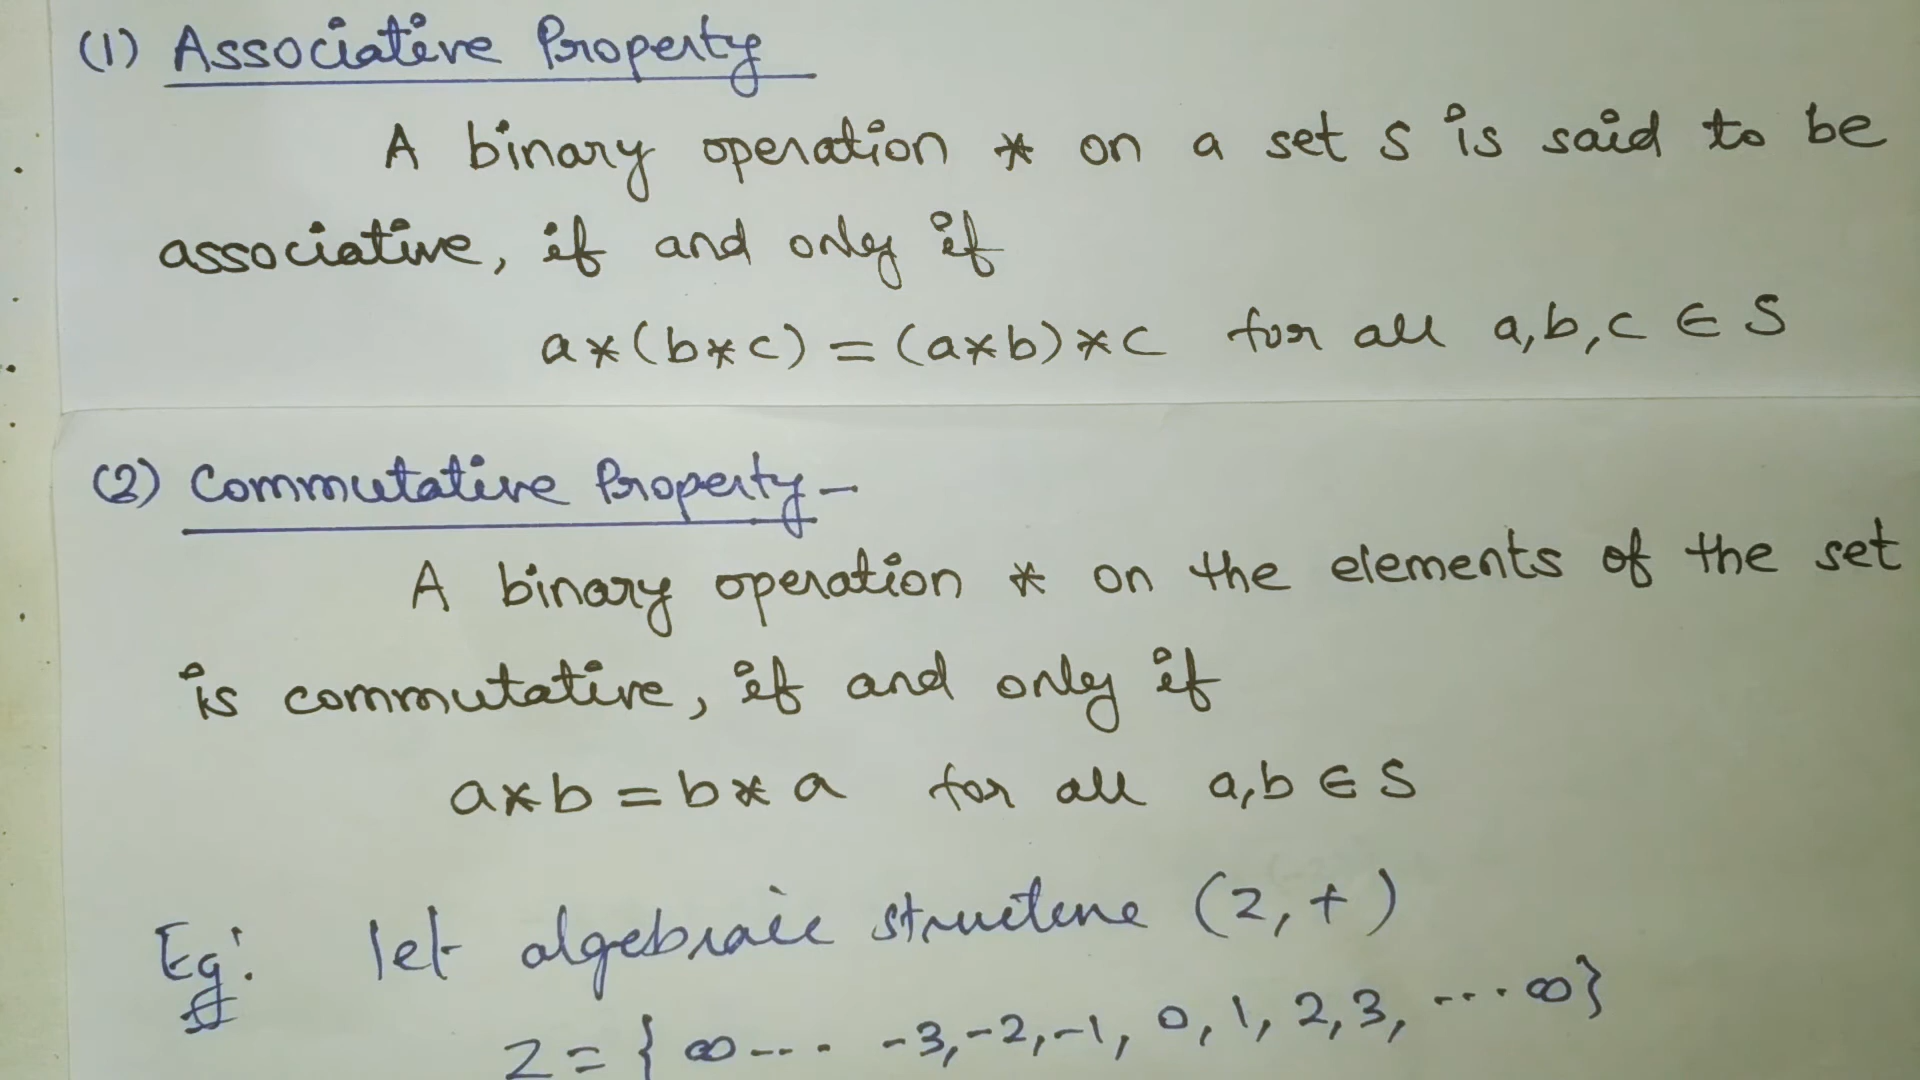 (1) Associative Property
A binary operation * on a set S is said to be
associative, if and only if
a*(b*c) = (a*b)*c for all a,b,c ∈ S
(2) Commutative Property -
A binary operation * on the elements of the set
is commutative, if and only if
a*b = b*a for all a,b ∈ S
Eg: let algebraic structure (Z, +)
Z = { ∞ --- -3, -2, -1, 0, 1, 2, 3, ... ∞}